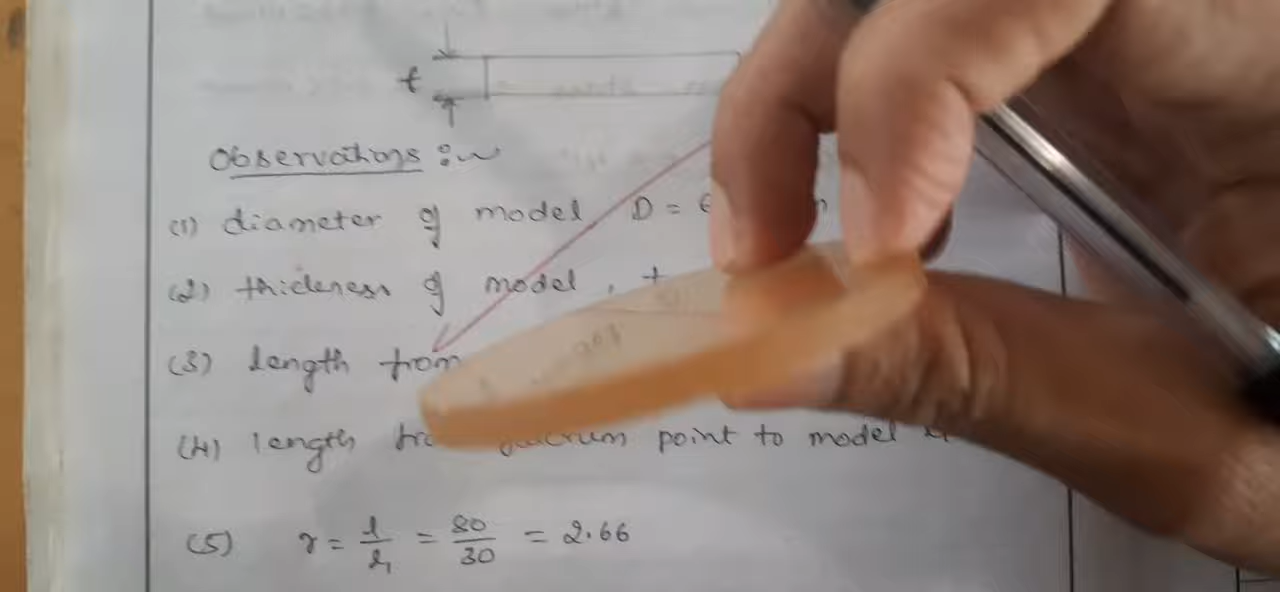 t
Observations :~
(1) diameter of model D =
(2) thickness of model, t
(3) length from
(4) length fulcrum point to model
(5) r = l/l₁ = 80/30 = 2.66